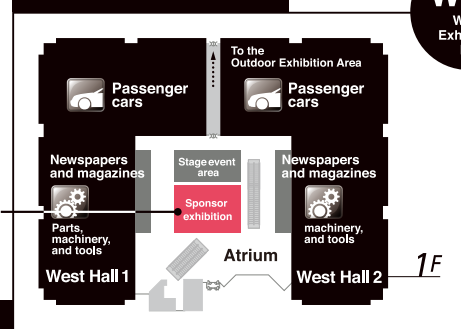 W
W
Exhi
To the
Outdoor Exhibition Area
Passenger
cars
Passenger
cars
Newspapers
and magazines
Stage event
area
Newspapers
and magazines
Sponsor
exhibition
Parts,
machinery,
and tools
machinery,
and tools
Atrium
West Hall 1
West Hall 2
1F